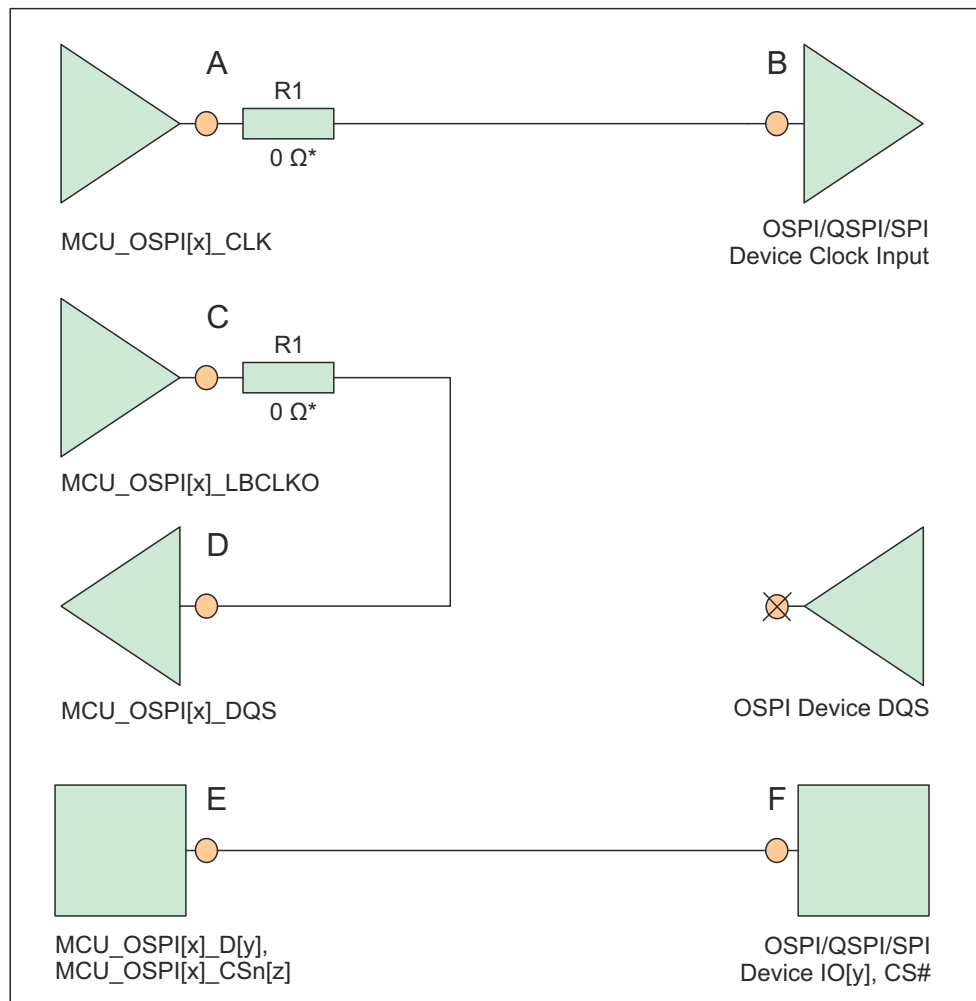 A
B
R1
0 Ω*
MCU_OSPI[x]_CLK
OSPI/QSPI/SPI
Device Clock Input
C
R1
0 Ω*
MCU_OSPI[x]_LBCLKO
D
MCU_OSPI[x]_DQS
OSPI Device DQS
E
F
MCU_OSPI[x]_D[y],
MCU_OSPI[x]_CSn[z]
OSPI/QSPI/SPI
Device IO[y], CS#